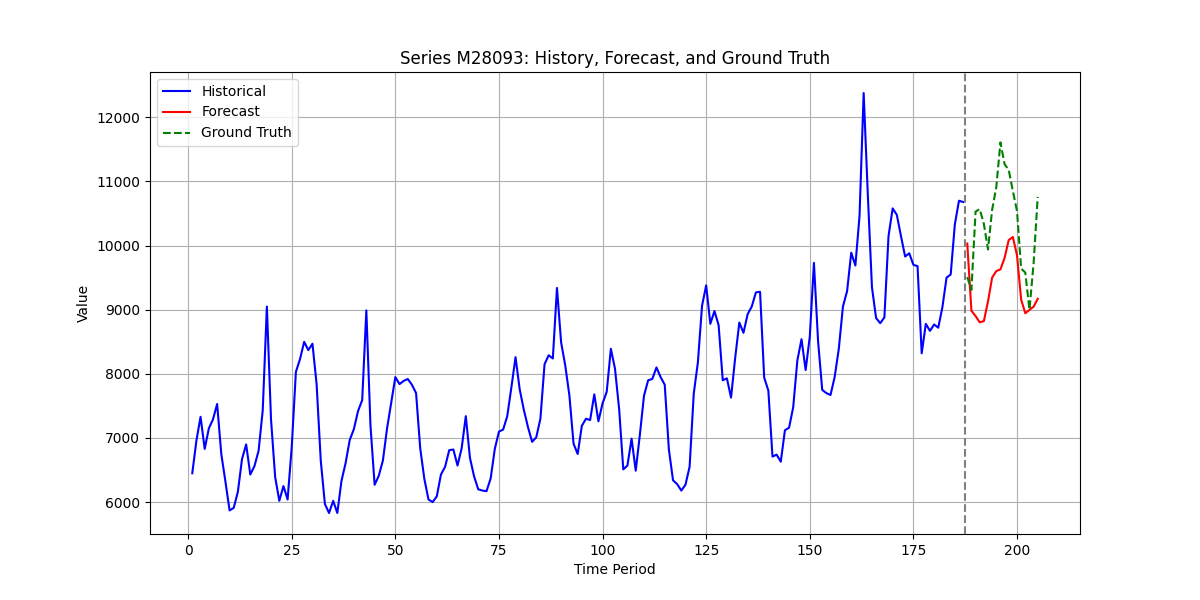 Series M28093: History, Forecast, and Ground Truth
Historical
Forecast
Ground Truth
12000
11000
10000
9000
8000
7000
6000
Value
0 25 50 75 100 125 150 175 200
Time Period